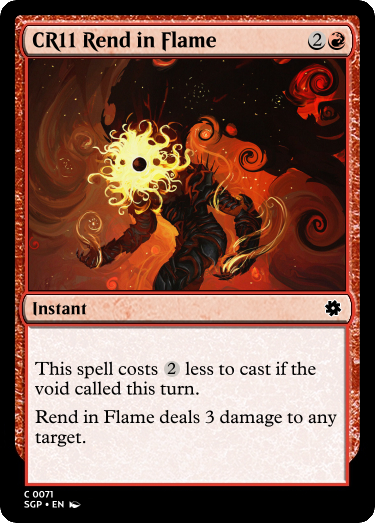 CR11 Rend in Flame 2
Instant
This spell costs 2 less to cast if the
void called this turn.
Rend in Flame deals 3 damage to any
target.
C 0071
SGP • EN